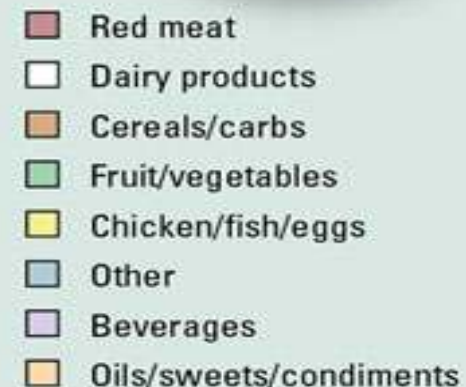 Red meat
Dairy products
Cereals/carbs
Fruit/vegetables
Chicken/fish/eggs
Other
Beverages
Oils/sweets/condiments